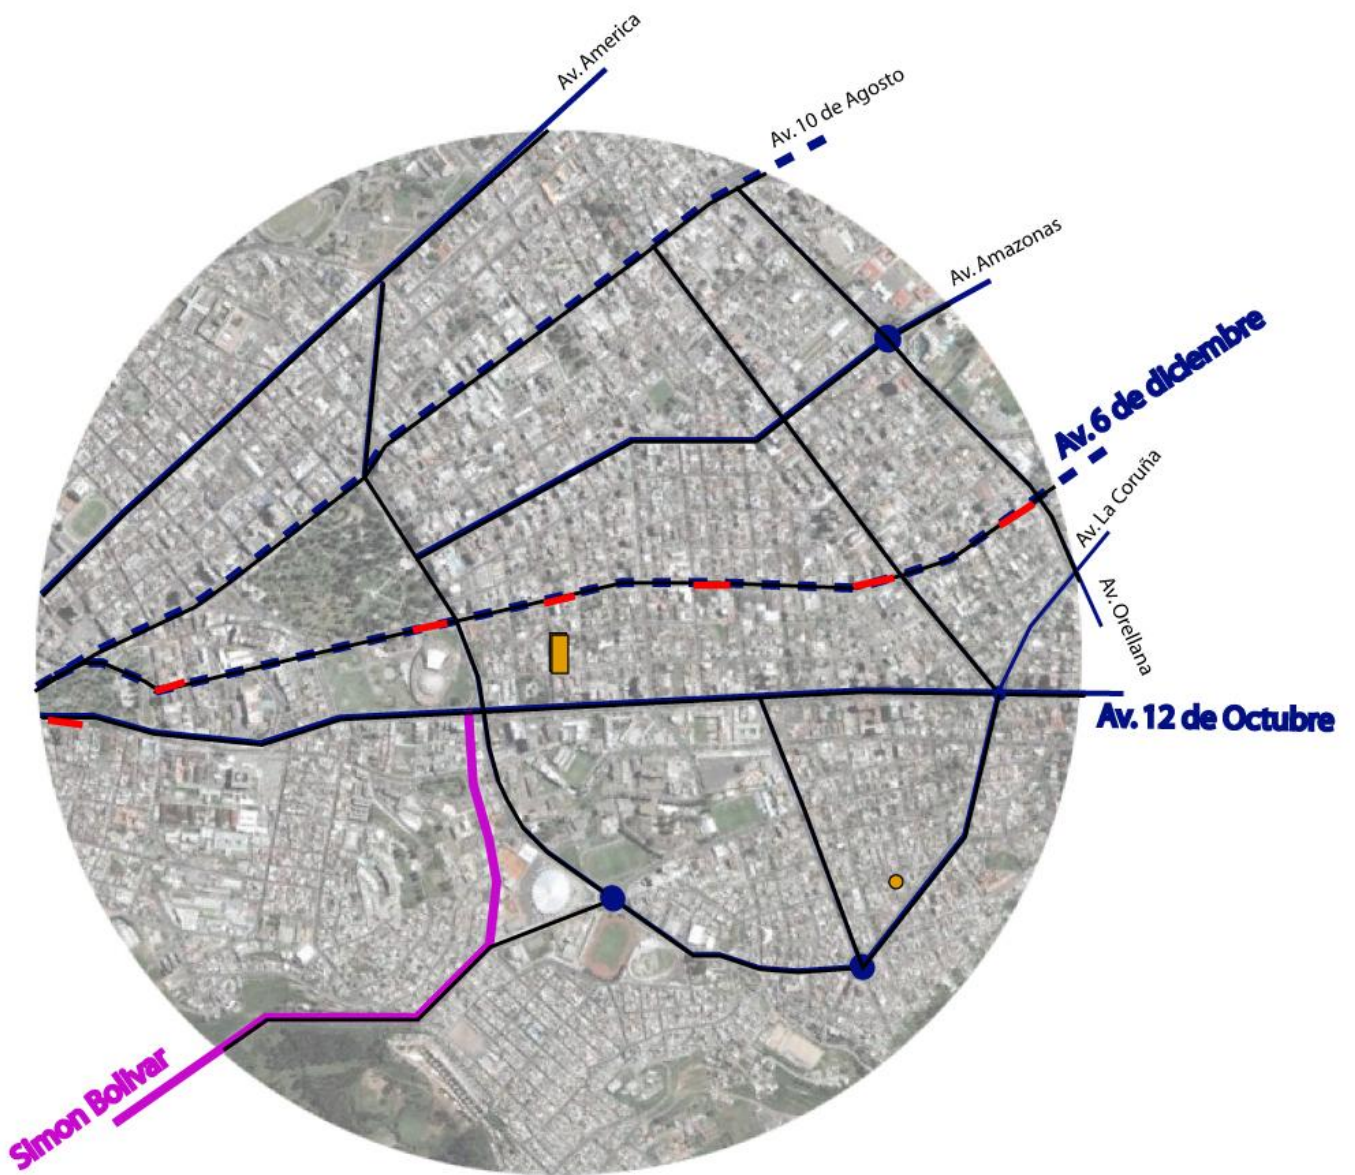 Av. America
Av. 10 de Agosto
Av. Amazonas
Av. 6 de diciembre
Av. La Coruña
Av. Orellana
Av. 12 de Octubre
Simon Bolivar